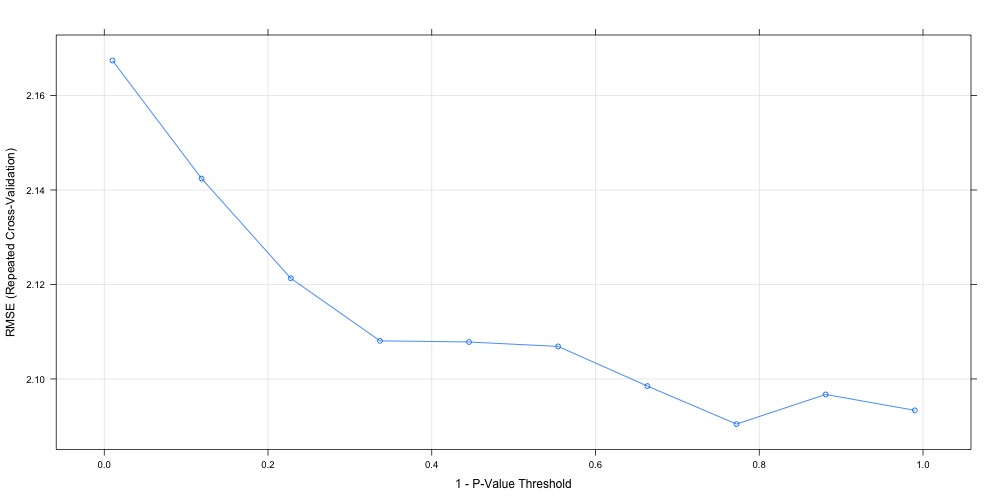 2.16
2.14
2.12
2.10
RMSE (Repeated Cross-Validation)
0.0 0.2 0.4 0.6 0.8 1.0
1 - P-Value Threshold